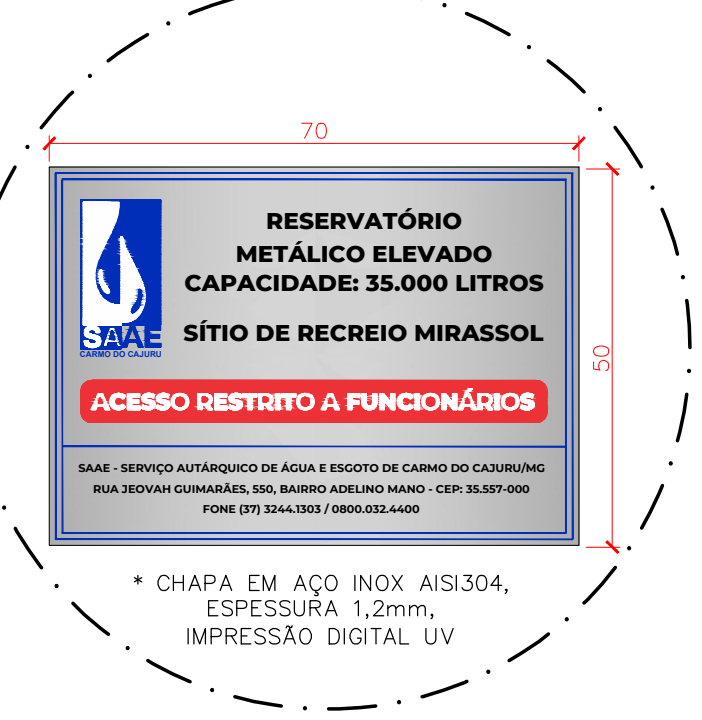 70
RESERVATÓRIO
METÁLICO ELEVADO
CAPACIDADE: 35.000 LITROS
SÍTIO DE RECREIO MIRASSOL
SAAE
CARMO DO CAJURU
50
ACESSO RESTRITO A FUNCIONÁRIOS
SAAE - SERVIÇO AUTÁRQUICO DE ÁGUA E ESGOTO DE CARMO DO CAJURU/MG
RUA JEOVAH GUIMARÃES, 550, BAIRRO ADELINO MANO - CEP: 35.557-000
FONE (37) 3244.1303 / 0800.032.4400
* CHAPA EM AÇO INOX AISI304,
ESPESSURA 1,2mm,
IMPRESSÃO DIGITAL UV